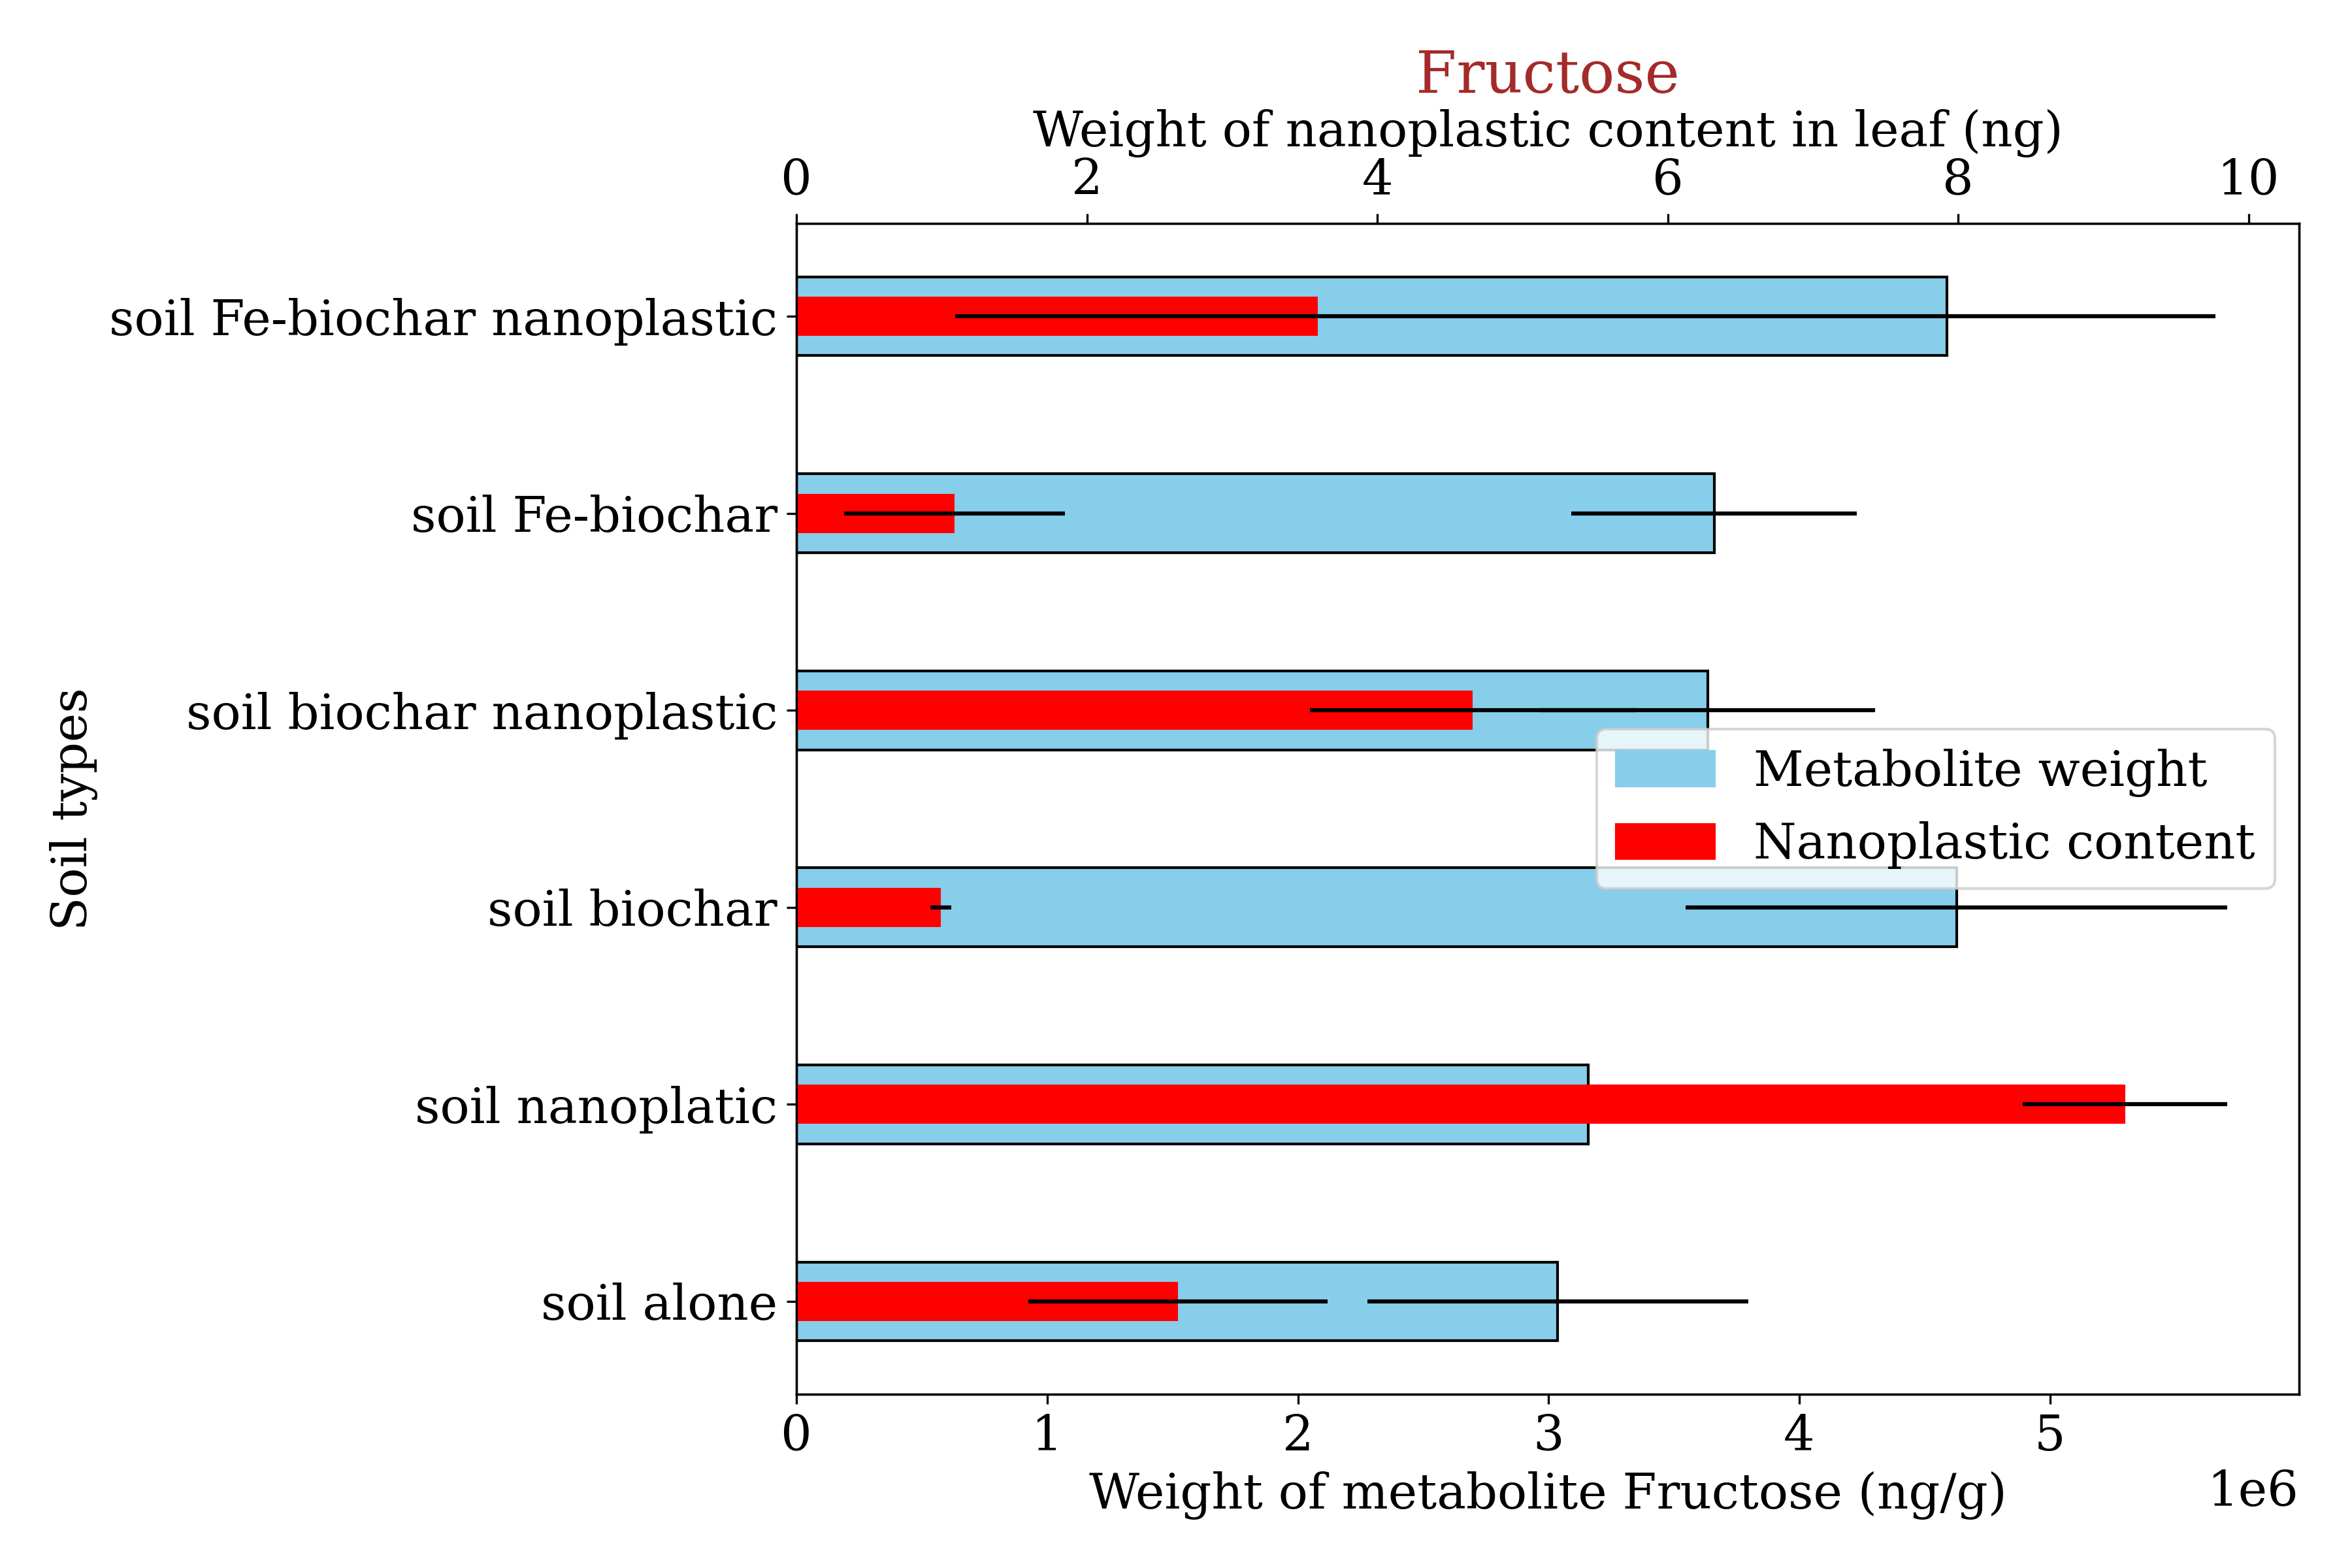 Fructose
Weight of nanoplastic content in leaf (ng)
0 2 4 6 8 10
soil Fe-biochar nanoplastic
soil Fe-biochar
soil biochar nanoplastic
soil biochar
soil nanoplatic
soil alone
Soil types
Metabolite weight
Nanoplastic content
0 1 2 3 4 5
Weight of metabolite Fructose (ng/g)
1e6